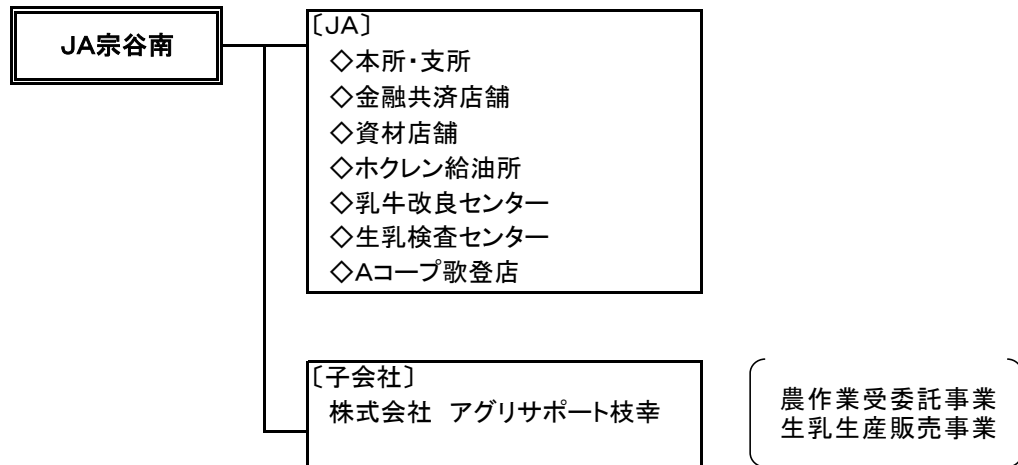 JA宗谷南
〔JA〕
◇本所・支所
◇金融共済店舗
◇資材店舗
◇ホクレン給油所
◇乳牛改良センター
◇生乳検査センター
◇Aコープ歌登店
〔子会社〕
株式会社　アグリサポート枝幸
農作業受委託事業
生乳生産販売事業